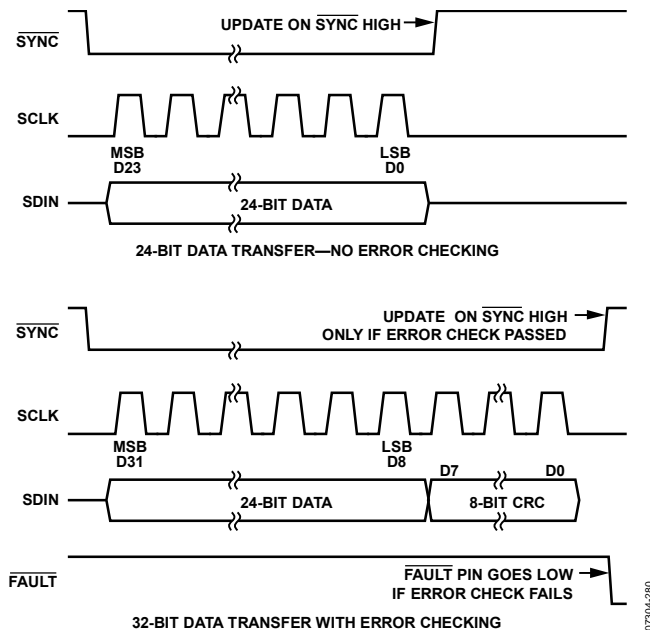 UPDATE ON SYNC HIGH
SYNC
SCLK
MSB
D23
LSB
D0
SDIN
24-BIT DATA
24-BIT DATA TRANSFER—NO ERROR CHECKING
UPDATE ON SYNC HIGH
ONLY IF ERROR CHECK PASSED
SYNC
SCLK
MSB
D31
LSB
D8
D7
D0
SDIN
24-BIT DATA
8-BIT CRC
FAULT
FAULT PIN GOES LOW
IF ERROR CHECK FAILS
32-BIT DATA TRANSFER WITH ERROR CHECKING
07304-280